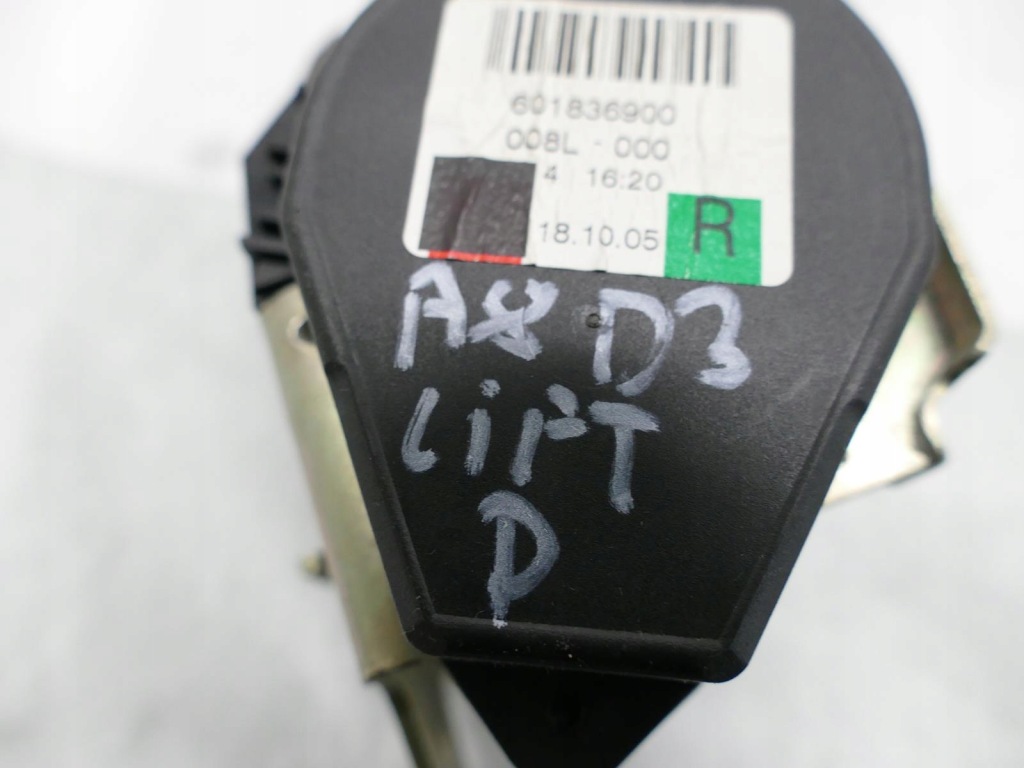 601836900
008L - 000
4 16:20
18.10.05 R
A8 D3
LiFT
P